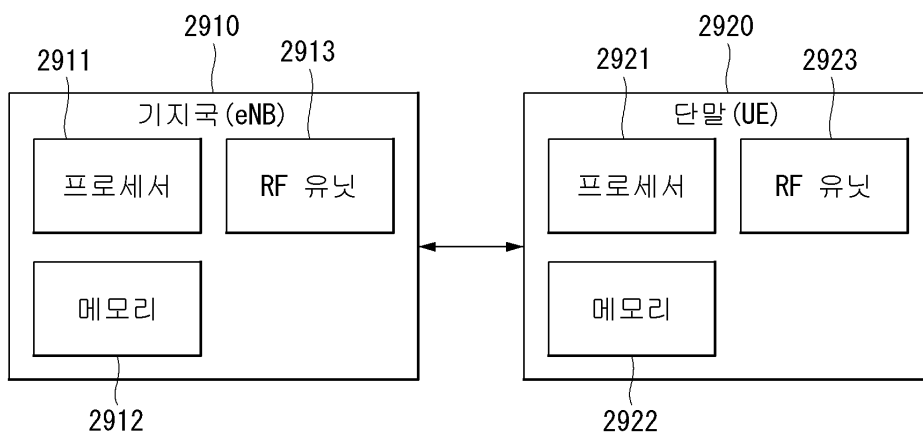 2910
2920
2911
2913
2921
2923
기지국(eNB)
단말(UE)
프로세서
RF 유닛
프로세서
RF 유닛
메모리
메모리
2912
2922